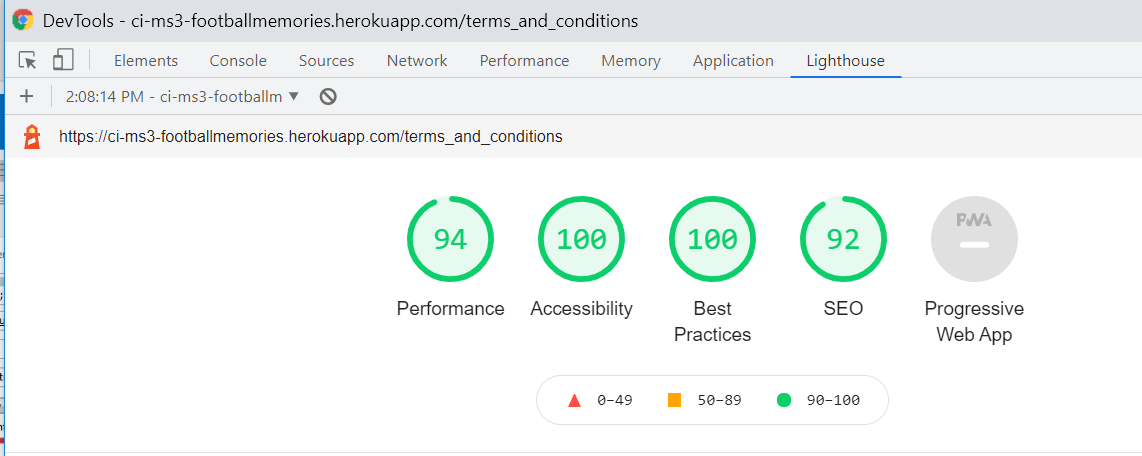 DevTools - ci-ms3-footballmemories.herokuapp.com/terms_and_conditions
Elements Console Sources Network Performance Memory Application Lighthouse
2:08:14 PM - ci-ms3-footballm
https://ci-ms3-footballmemories.herokuapp.com/terms_and_conditions
94 100 100 92 PWA
Performance Accessibility Best Practices SEO Progressive Web App
0–49 50–89 90–100